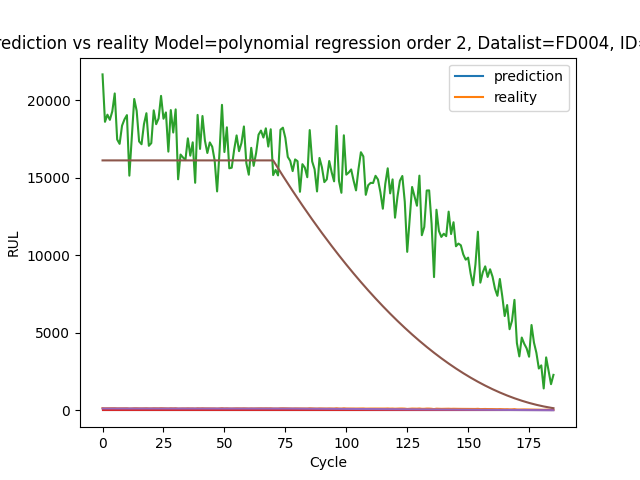 rediction vs reality Model=polynomial regression order 2, Datalist=FD004, ID=
prediction
reality
RUL
20000
15000
10000
5000
0
0 25 50 75 100 125 150 175
Cycle